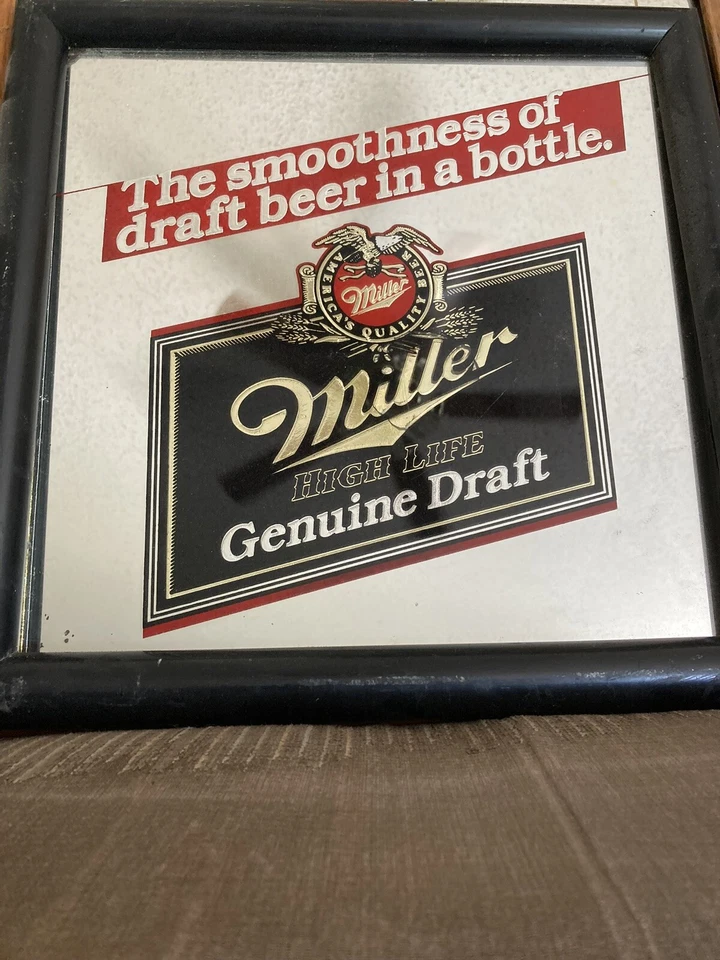 The smoothness of
draft beer in a bottle.
AMERICA'S QUALITY BEER
Miller
Miller
HIGH LIFE
Genuine Draft